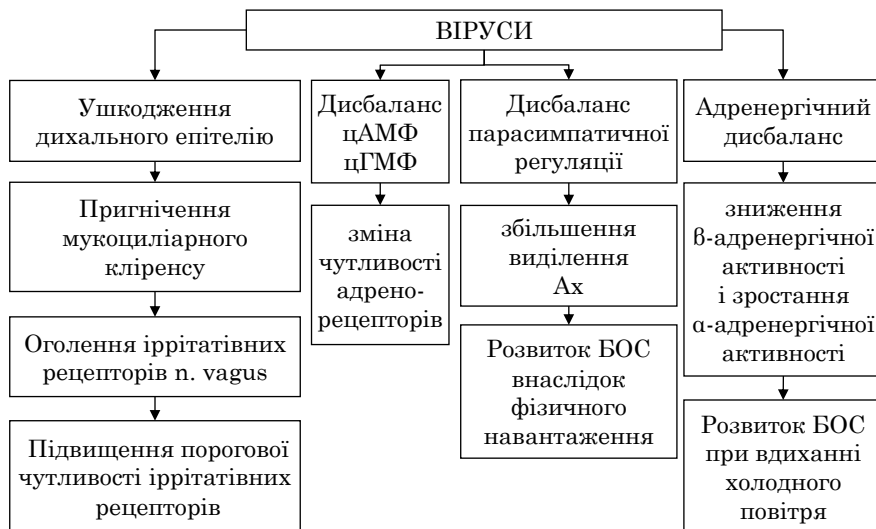 ВІРУСИ
Ушкодження
дихального епітелію
Пригнічення
мукоциліарного
кліренсу
Оголення іррітатівних
рецепторів n. vagus
Підвищення порогової
чутливості іррітатівних
рецепторів
Дисбаланс
цАМФ
цГМФ
зміна
чутливості
адрено-
рецепторів
Дисбаланс
парасимпатичної
регуляції
збільшення
виділення
Ах
Розвиток БОС
внаслідок
фізичного
навантаження
Адренергічний
дисбаланс
зниження
β-адренергічної
активності
і зростання
α-адренергічної
активності
Розвиток БОС
при вдиханні
холодного
повітря